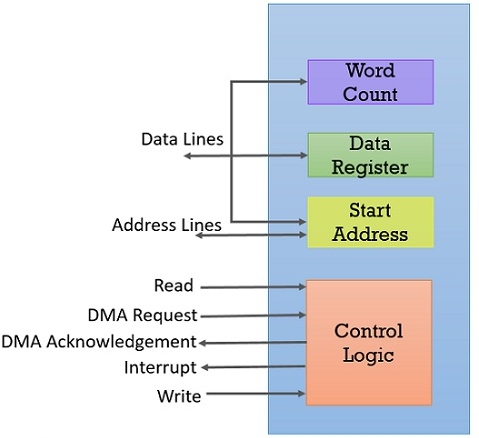 Word
Count
Data Lines
Data
Register
Address Lines
Start
Address
Read
DMA Request
DMA Acknowledgement
Interrupt
Write
Control
Logic